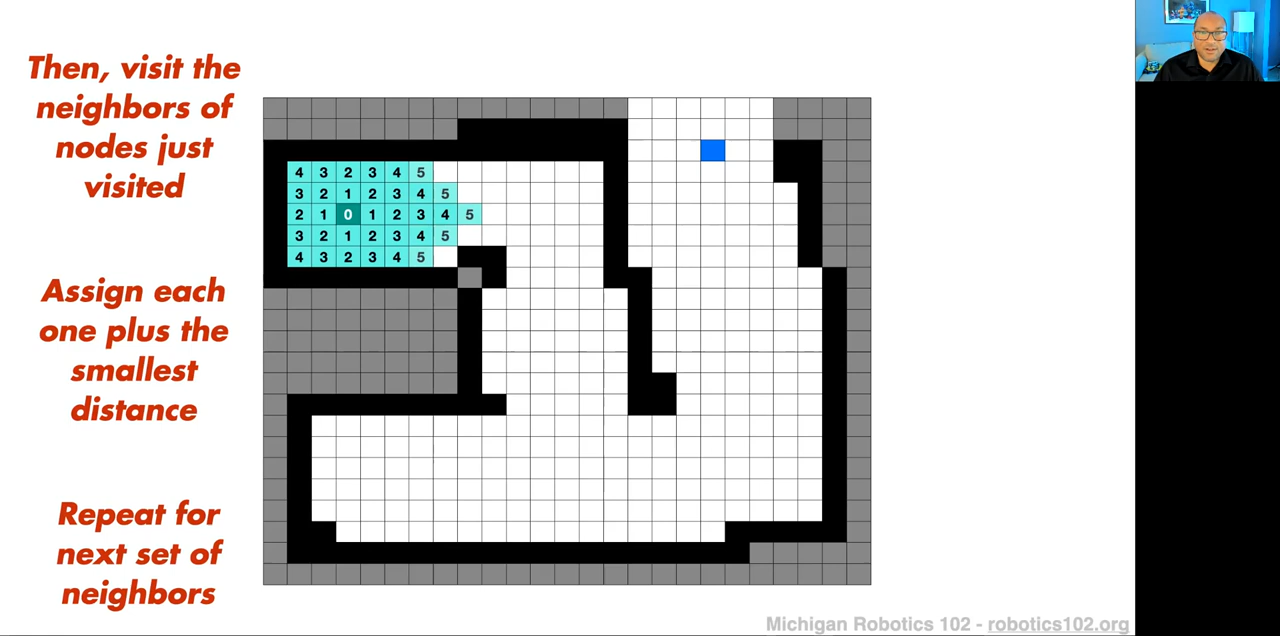 Then, visit the
neighbors of
nodes just
visited
Assign each
one plus the
smallest
distance
Repeat for
next set of
neighbors
4 3 2 3 4 5
3 2 1 2 3 4 5
2 1 0 1 2 3 4 5
3 2 1 2 3 4 5
4 3 2 3 4 5
Michigan Robotics 102 - robotics102.org